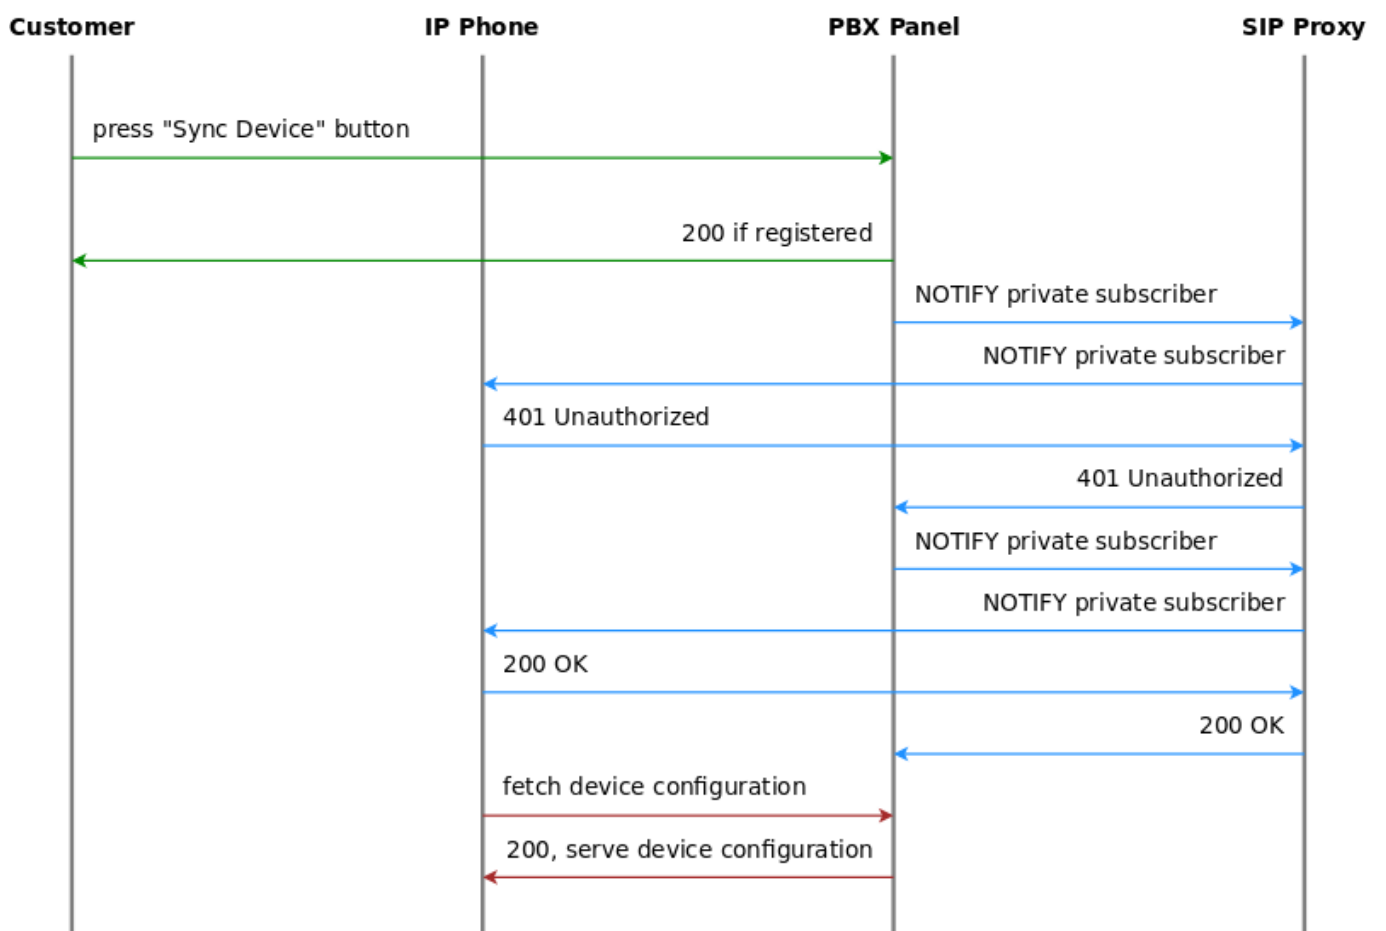 Customer IP Phone PBX Panel SIP Proxy
press "Sync Device" button
200 if registered
NOTIFY private subscriber
NOTIFY private subscriber
401 Unauthorized
401 Unauthorized
NOTIFY private subscriber
NOTIFY private subscriber
200 OK
200 OK
fetch device configuration
200, serve device configuration